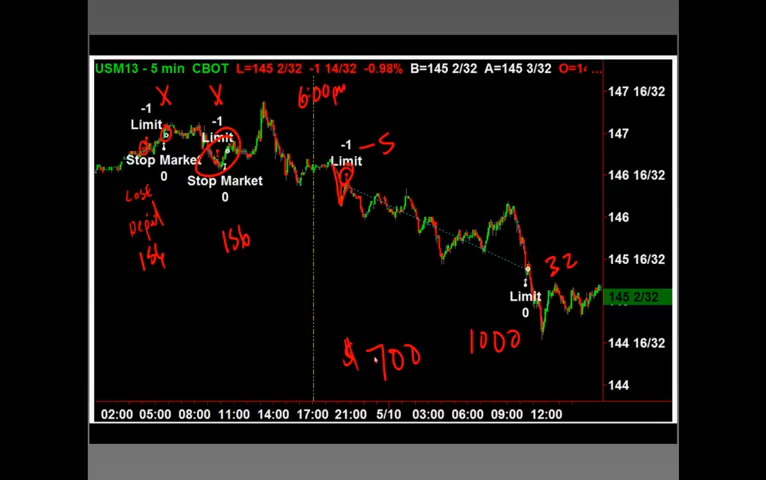 USM13 - 5 min CBOT L=145 2/32 -1 14/32 -0.98% B=145 2/32 A=145 3/32 O=14 ...
X X 6:00pm
147 16/32
-1
Limit
-1
Limit
147
-1
Limit
-5
Stop Market
0
Stop Market
0
146 16/32
Lose
156
146
145 16/32
32
Limit
0
145 2/32
$700
1000
144 16/32
144
02:00 05:00 08:00 11:00 14:00 17:00 21:00 5/10 03:00 06:00 09:00 12:00